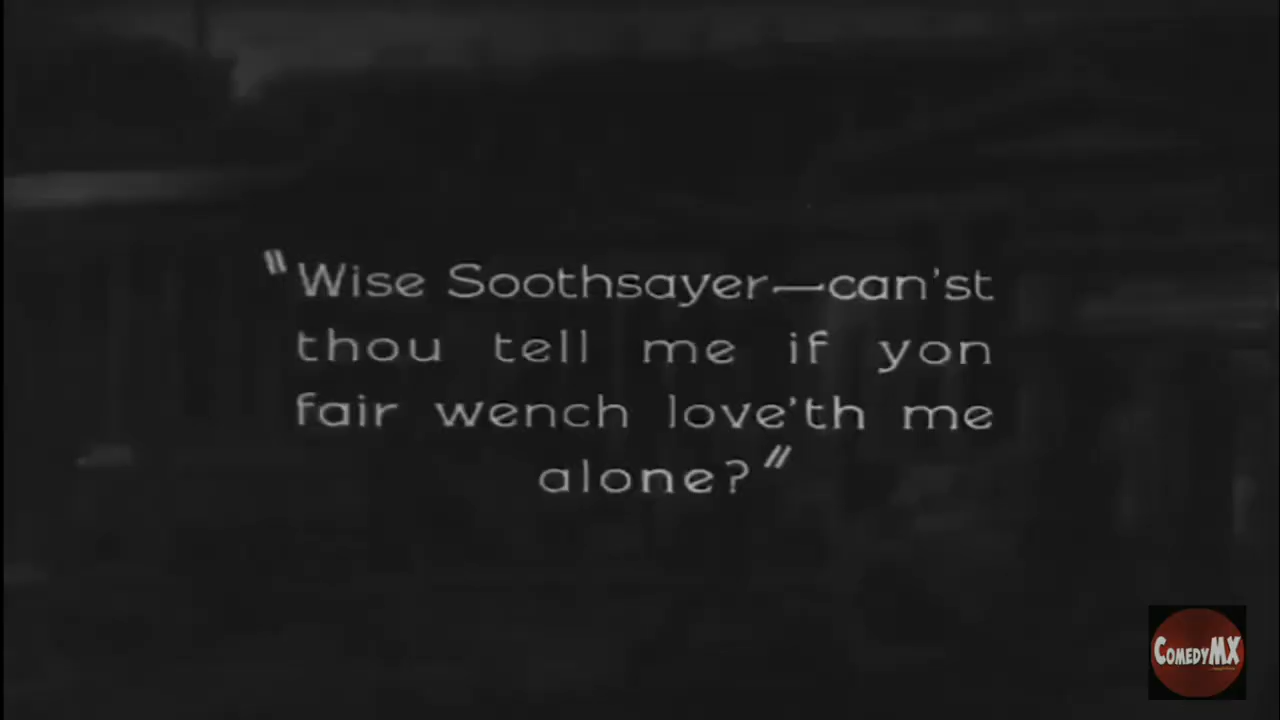 "Wise Soothsayer—can'st
thou tell me if yon
fair wench love'th me
alone?"
COMEDYMX